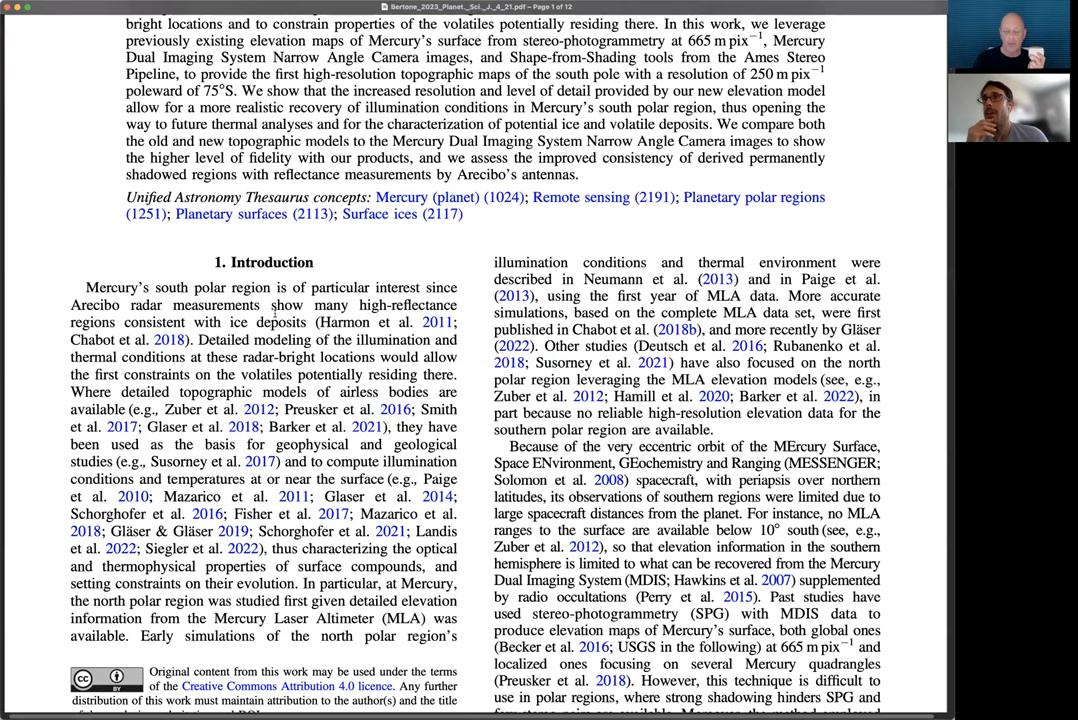 Bertone_2023_Planet._Sci._J._4_21.pdf – Page 1 of 12
bright locations and to constrain properties of the volatiles potentially residing there. In this work, we leverage
previously existing elevation maps of Mercury's surface from stereo-photogrammetry at 665 m pix−1, Mercury
Dual Imaging System Narrow Angle Camera images, and Shape-from-Shading tools from the Ames Stereo
Pipeline, to provide the first high-resolution topographic maps of the south pole with a resolution of 250 m pix−1
poleward of 75°S. We show that the increased resolution and level of detail provided by our new elevation model
allow for a more realistic recovery of illumination conditions in Mercury's south polar region, thus opening the
way to future thermal analyses and for the characterization of potential ice and volatile deposits. We compare both
the old and new topographic models to the Mercury Dual Imaging System Narrow Angle Camera images to show
the higher level of fidelity with our products, and we assess the improved consistency of derived permanently
shadowed regions with reflectance measurements by Arecibo's antennas.
Unified Astronomy Thesaurus concepts: Mercury (planet) (1024); Remote sensing (2191); Planetary polar regions
(1251); Planetary surfaces (2113); Surface ices (2117)
1. Introduction
Mercury's south polar region is of particular interest since
Arecibo radar measurements show many high-reflectance
regions consistent with ice deposits (Harmon et al. 2011;
Chabot et al. 2018). Detailed modeling of the illumination and
thermal conditions at these radar-bright locations would allow
the first constraints on the volatiles potentially residing there.
Where detailed topographic models of airless bodies are
available (e.g., Zuber et al. 2012; Preusker et al. 2016; Smith
et al. 2017; Glaser et al. 2018; Barker et al. 2021), they have
been used as the basis for geophysical and geological
studies (e.g., Susorney et al. 2017) and to compute illumination
conditions and temperatures at or near the surface (e.g., Paige
et al. 2010; Mazarico et al. 2011; Glaser et al. 2014;
Schorghofer et al. 2016; Fisher et al. 2017; Mazarico et al.
2018; Gläser & Gläser 2019; Schorghofer et al. 2021; Landis
et al. 2022; Siegler et al. 2022), thus characterizing the optical
and thermophysical properties of surface compounds, and
setting constraints on their evolution. In particular, at Mercury,
the north polar region was studied first given detailed elevation
information from the Mercury Laser Altimeter (MLA) was
available. Early simulations of the north polar region's
CC BY
Original content from this work may be used under the terms
of the Creative Commons Attribution 4.0 licence. Any further
distribution of this work must maintain attribution to the author(s) and the title
illumination conditions and thermal environment were
described in Neumann et al. (2013) and in Paige et al.
(2013), using the first year of MLA data. More accurate
simulations, based on the complete MLA data set, were first
published in Chabot et al. (2018b), and more recently by Gläser
(2022). Other studies (Deutsch et al. 2016; Rubanenko et al.
2018; Susorney et al. 2021) have also focused on the north
polar region leveraging the MLA elevation models (see, e.g.,
Zuber et al. 2012; Hamill et al. 2020; Barker et al. 2022), in
part because no reliable high-resolution elevation data for the
southern polar region are available.
Because of the very eccentric orbit of the MErcury Surface,
Space ENvironment, GEochemistry and Ranging (MESSENGER;
Solomon et al. 2008) spacecraft, with periapsis over northern
latitudes, its observations of southern regions were limited due to
large spacecraft distances from the planet. For instance, no MLA
ranges to the surface are available below 10° south (see, e.g.,
Zuber et al. 2012), so that elevation information in the southern
hemisphere is limited to what can be recovered from the Mercury
Dual Imaging System (MDIS; Hawkins et al. 2007) supplemented
by radio occultations (Perry et al. 2015). Past studies have
used stereo-photogrammetry (SPG) with MDIS data to
produce elevation maps of Mercury's surface, both global ones
(Becker et al. 2016; USGS in the following) at 665 m pix−1 and
localized ones focusing on several Mercury quadrangles
(Preusker et al. 2018). However, this technique is difficult to
use in polar regions, where strong shadowing hinders SPG and